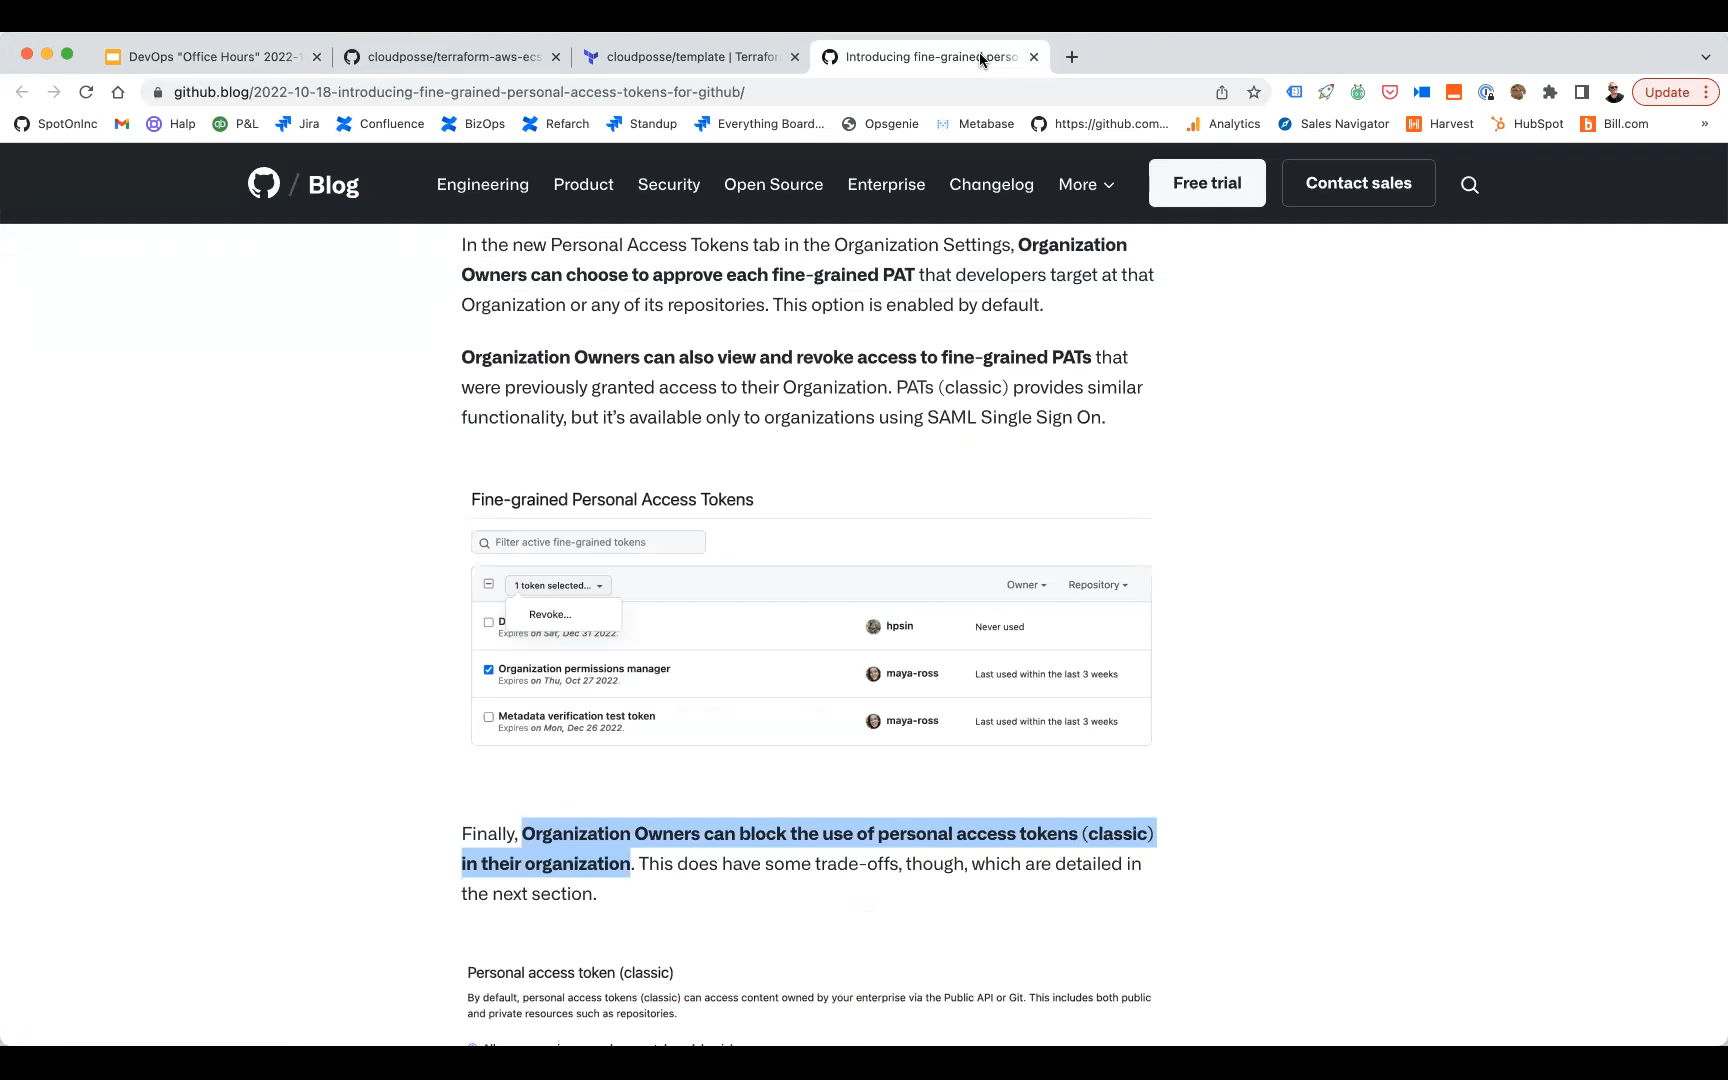 DevOps "Office Hours" 2022-1
cloudposse/terraform-aws-ecs
cloudposse/template | Terrafor
Introducing fine-grained perso
github.blog/2022-10-18-introducing-fine-grained-personal-access-tokens-for-github/
Update
SpotOnInc
Halp
P&L
Jira
Confluence
BizOps
Refarch
Standup
Everything Board...
Opsgenie
Metabase
https://github.com...
Analytics
Sales Navigator
Harvest
HubSpot
Bill.com
»
/ Blog
Engineering
Product
Security
Open Source
Enterprise
Changelog
More
Free trial
Contact sales
In the new Personal Access Tokens tab in the Organization Settings, Organization
Owners can choose to approve each fine-grained PAT that developers target at that
Organization or any of its repositories. This option is enabled by default.
Organization Owners can also view and revoke access to fine-grained PATs that
were previously granted access to their Organization. PATs (classic) provides similar
functionality, but it's available only to organizations using SAML Single Sign On.
Fine-grained Personal Access Tokens
Filter active fine-grained tokens
1 token selected...
Owner
Repository
Revoke...
D
Expires on Sat, Dec 31 2022.
hpsin
Never used
Organization permissions manager
Expires on Thu, Oct 27 2022.
maya-ross
Last used within the last 3 weeks
Metadata verification test token
Expires on Mon, Dec 26 2022.
maya-ross
Last used within the last 3 weeks
Finally, Organization Owners can block the use of personal access tokens (classic)
in their organization. This does have some trade-offs, though, which are detailed in
the next section.
Personal access token (classic)
By default, personal access tokens (classic) can access content owned by your enterprise via the Public API or Git. This includes both public
and private resources such as repositories.